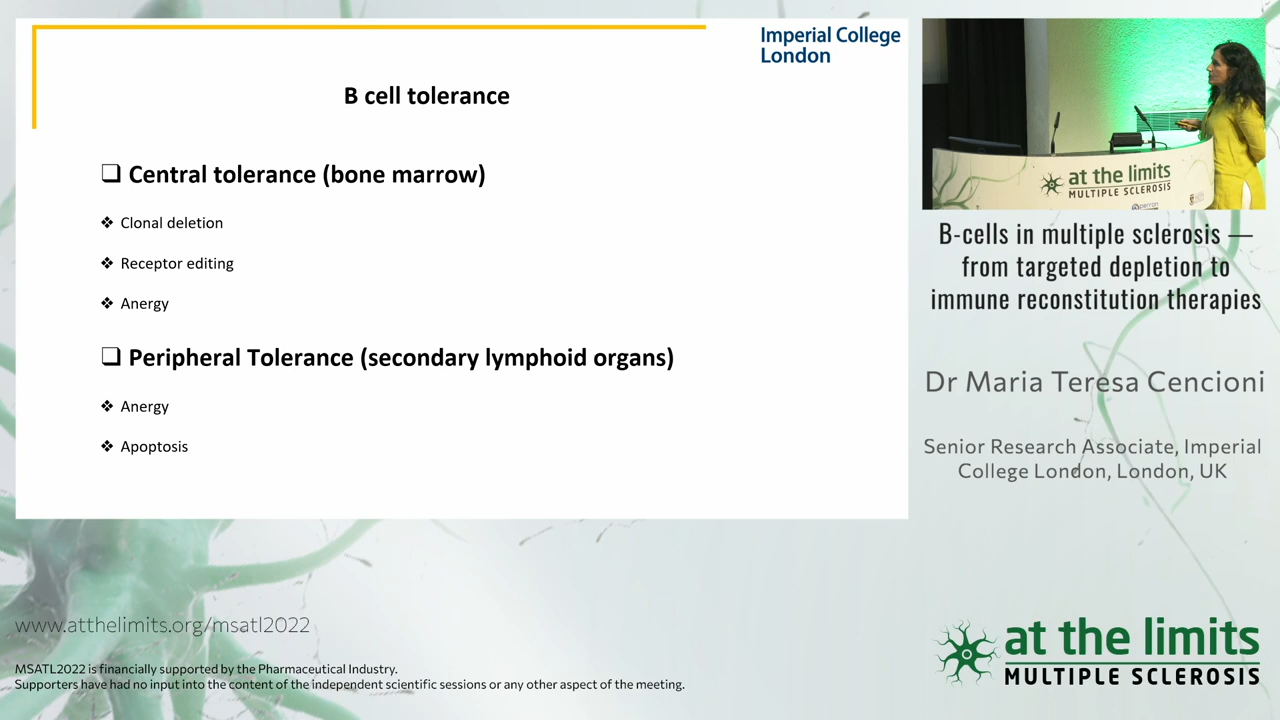 Imperial College
London
B cell tolerance
❑ Central tolerance (bone marrow)
❖ Clonal deletion
❖ Receptor editing
❖ Anergy
❑ Peripheral Tolerance (secondary lymphoid organs)
❖ Anergy
❖ Apoptosis
at the limits
MULTIPLE SCLEROSIS
B-cells in multiple sclerosis —
from targeted depletion to
immune reconstitution therapies
Dr Maria Teresa Cencioni
Senior Research Associate, Imperial
College London, London, UK
www.atthelimits.org/msatl2022
MSATL2022 is financially supported by the Pharmaceutical Industry.
Supporters have had no input into the content of the independent scientific sessions or any other aspect of the meeting.
at the limits
MULTIPLE SCLEROSIS